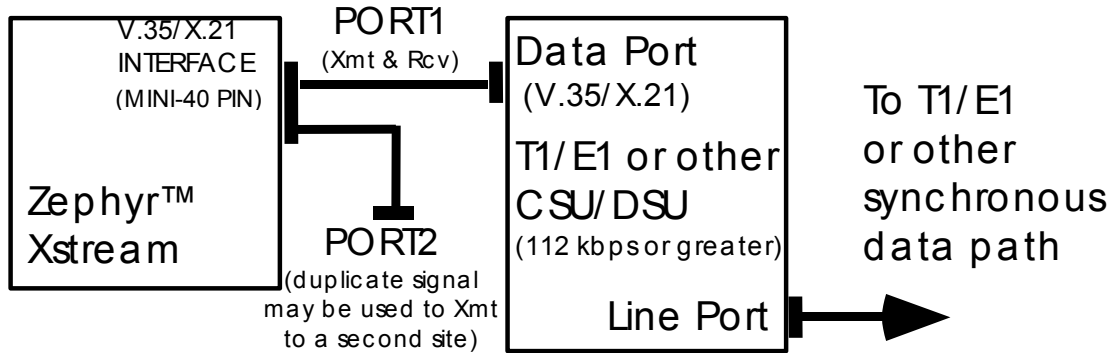 V.35/X.21
INTERFACE
(MINI-40 PIN)
Zephyr™
Xstream
PORT1
(Xmt & Rcv)
PORT2
(duplicate signal
may be used to Xmt
to a second site)
Data Port
(V.35/X.21)
T1/E1 or other
CSU/DSU
(112 kbps or greater)
Line Port
To T1/E1
or other
synchronous
data path